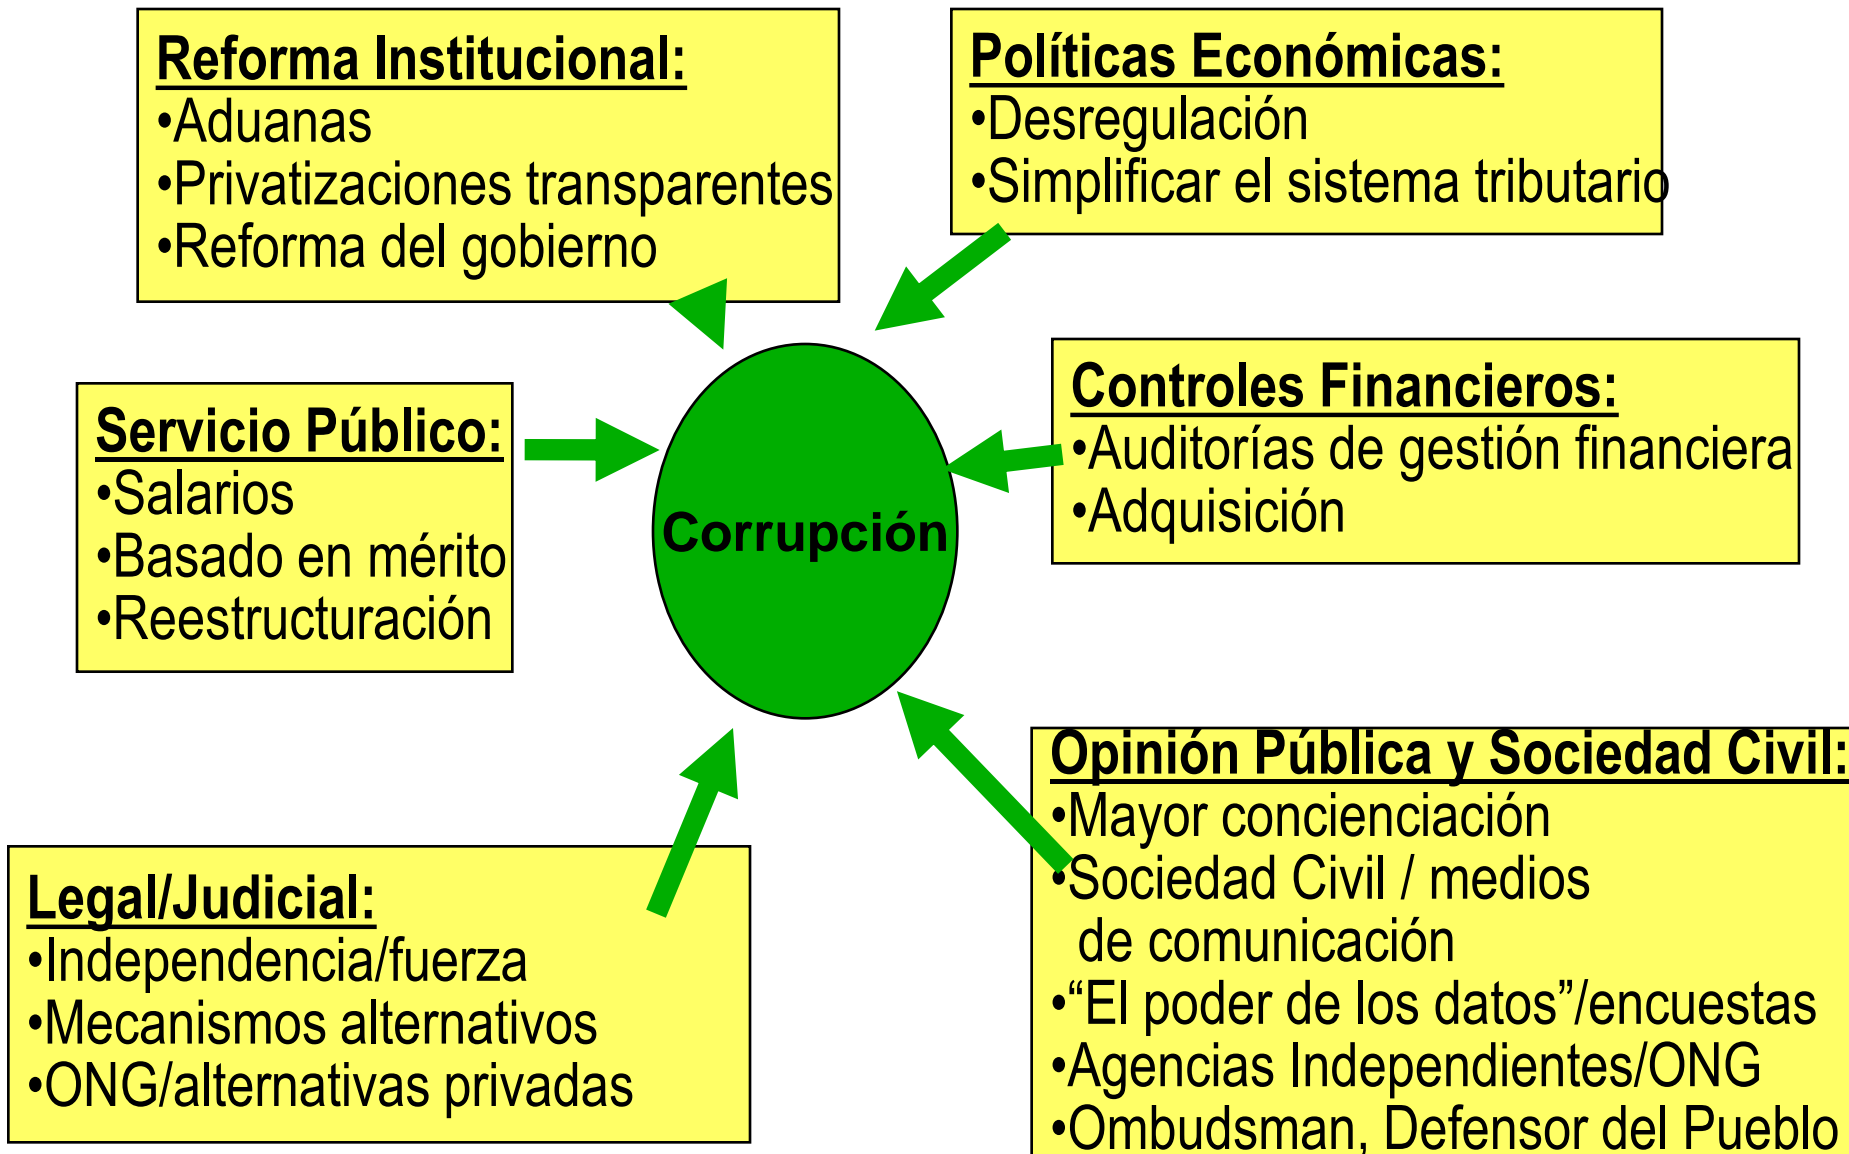 Reforma Institucional:
•Aduanas
•Privatizaciones transparentes
•Reforma del gobierno
Políticas Económicas:
•Desregulación
•Simplificar el sistema tributario
Servicio Público:
•Salarios
•Basado en mérito
•Reestructuración
Corrupción
Controles Financieros:
•Auditorías de gestión financiera
•Adquisición
Legal/Judicial:
•Independencia/fuerza
•Mecanismos alternativos
•ONG/alternativas privadas
Opinión Pública y Sociedad Civil:
•Mayor concienciación
•Sociedad Civil / medios
de comunicación
•“El poder de los datos”/encuestas
•Agencias Independientes/ONG
•Ombudsman, Defensor del Pueblo